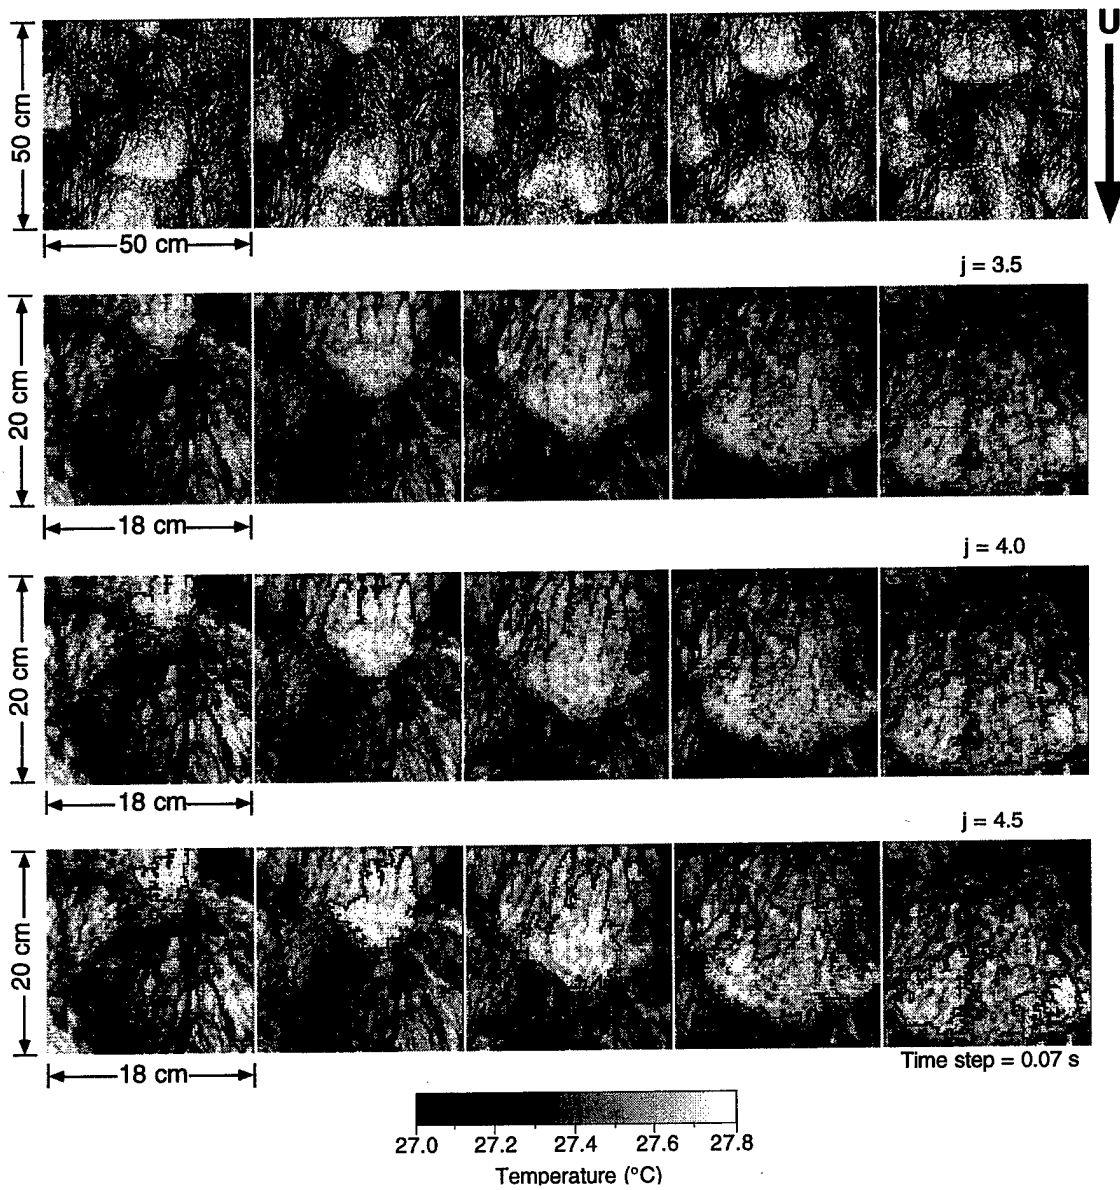 U
50 cm
50 cm
j = 3.5
20 cm
18 cm
j = 4.0
20 cm
18 cm
j = 4.5
20 cm
18 cm
Time step = 0.07 s
27.0 27.2 27.4 27.6 27.8
Temperature (°C)